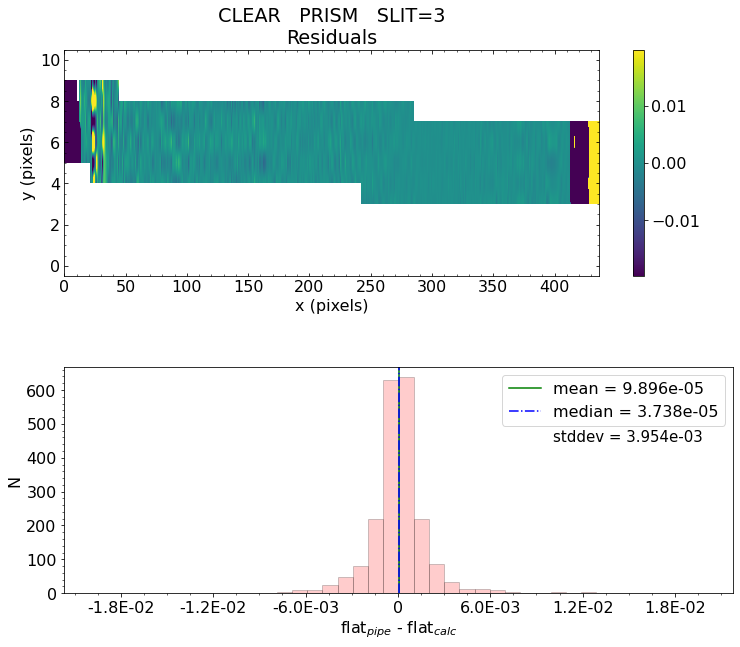 CLEAR PRISM SLIT=3
Residuals
10
8
6
4
2
0
y (pixels)
0 50 100 150 200 250 300 350 400
x (pixels)
0.01
0.00
−0.01
600
500
400
300
200
100
0
N
mean = 9.896e-05
median = 3.738e-05
stddev = 3.954e-03
-1.8E-02 -1.2E-02 -6.0E-03 0 6.0E-03 1.2E-02 1.8E-02
flat_pipe - flat_calc